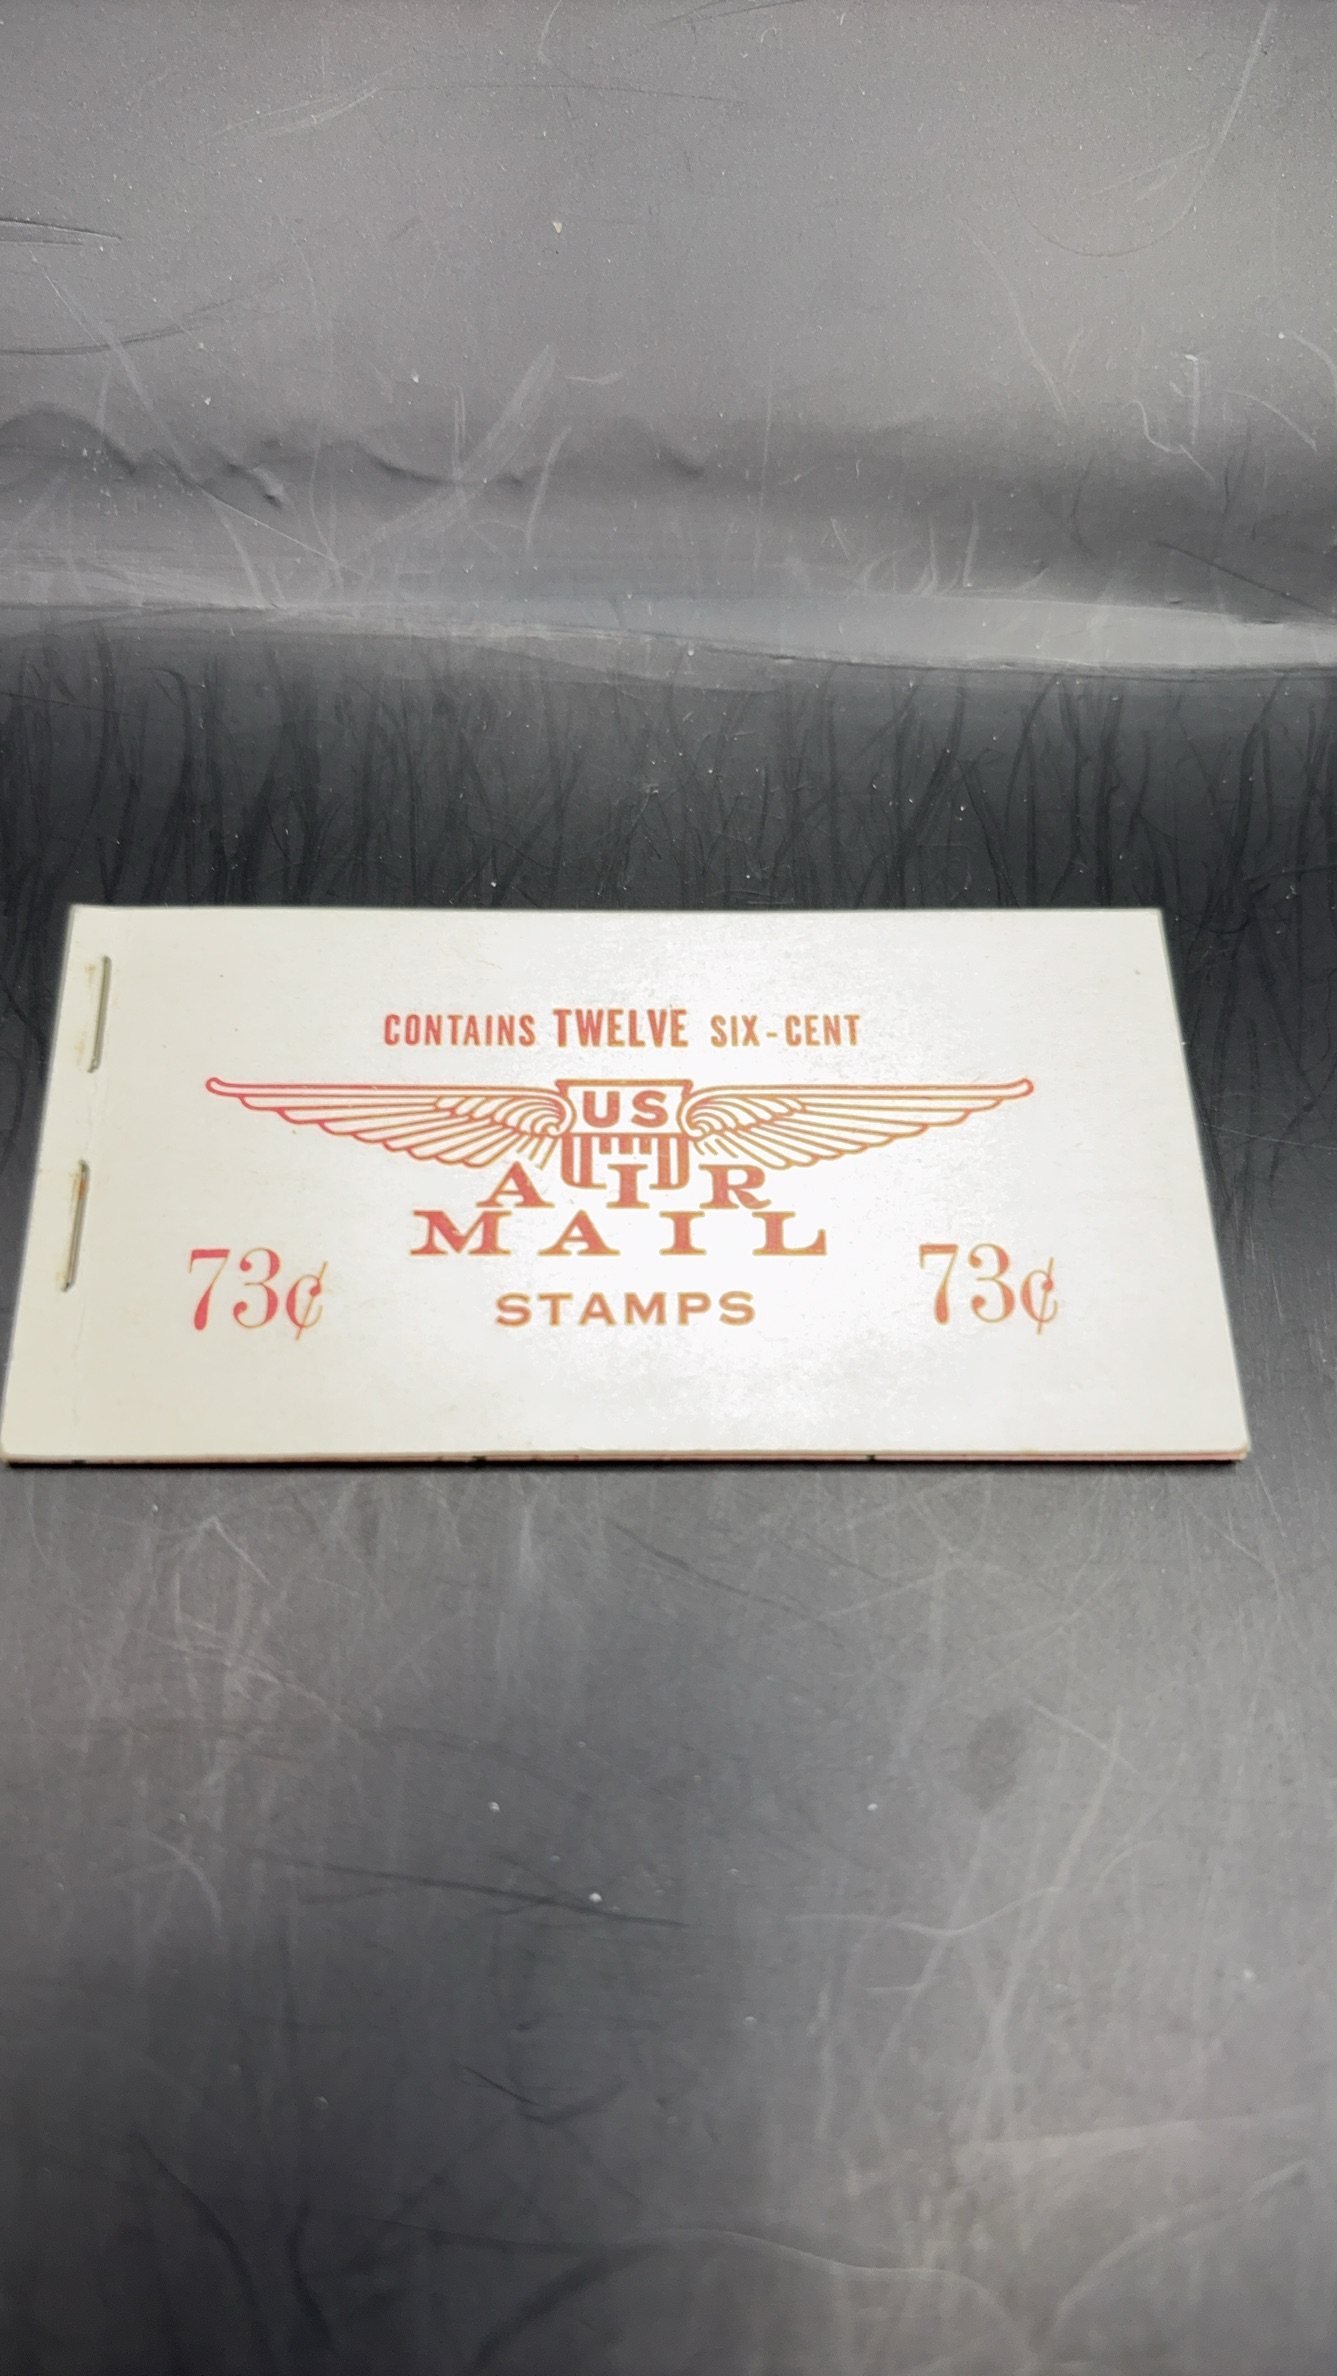 CONTAINS TWELVE SIX-CENT
US
AIR
MAIL
73¢ 73¢
STAMPS